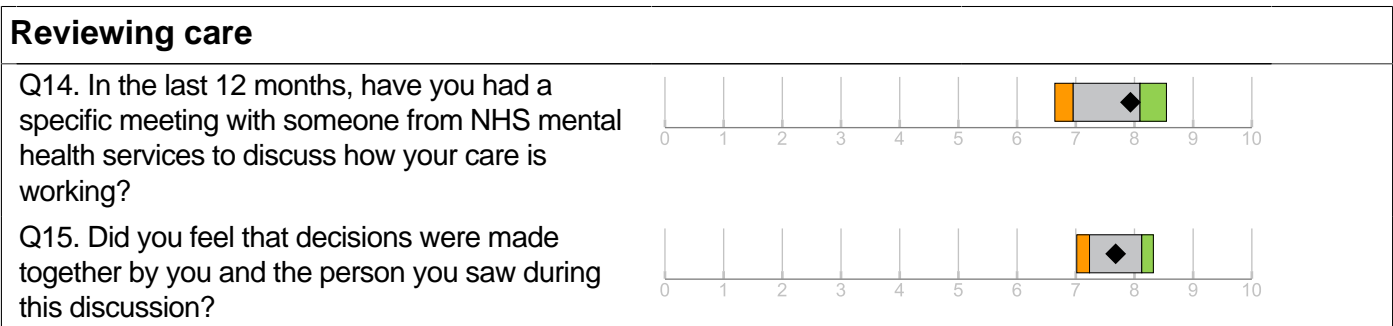 Reviewing care
Q14. In the last 12 months, have you had a
specific meeting with someone from NHS mental
health services to discuss how your care is
working?
0 1 2 3 4 5 6 7 8 9 10
Q15. Did you feel that decisions were made
together by you and the person you saw during
this discussion?
0 1 2 3 4 5 6 7 8 9 10